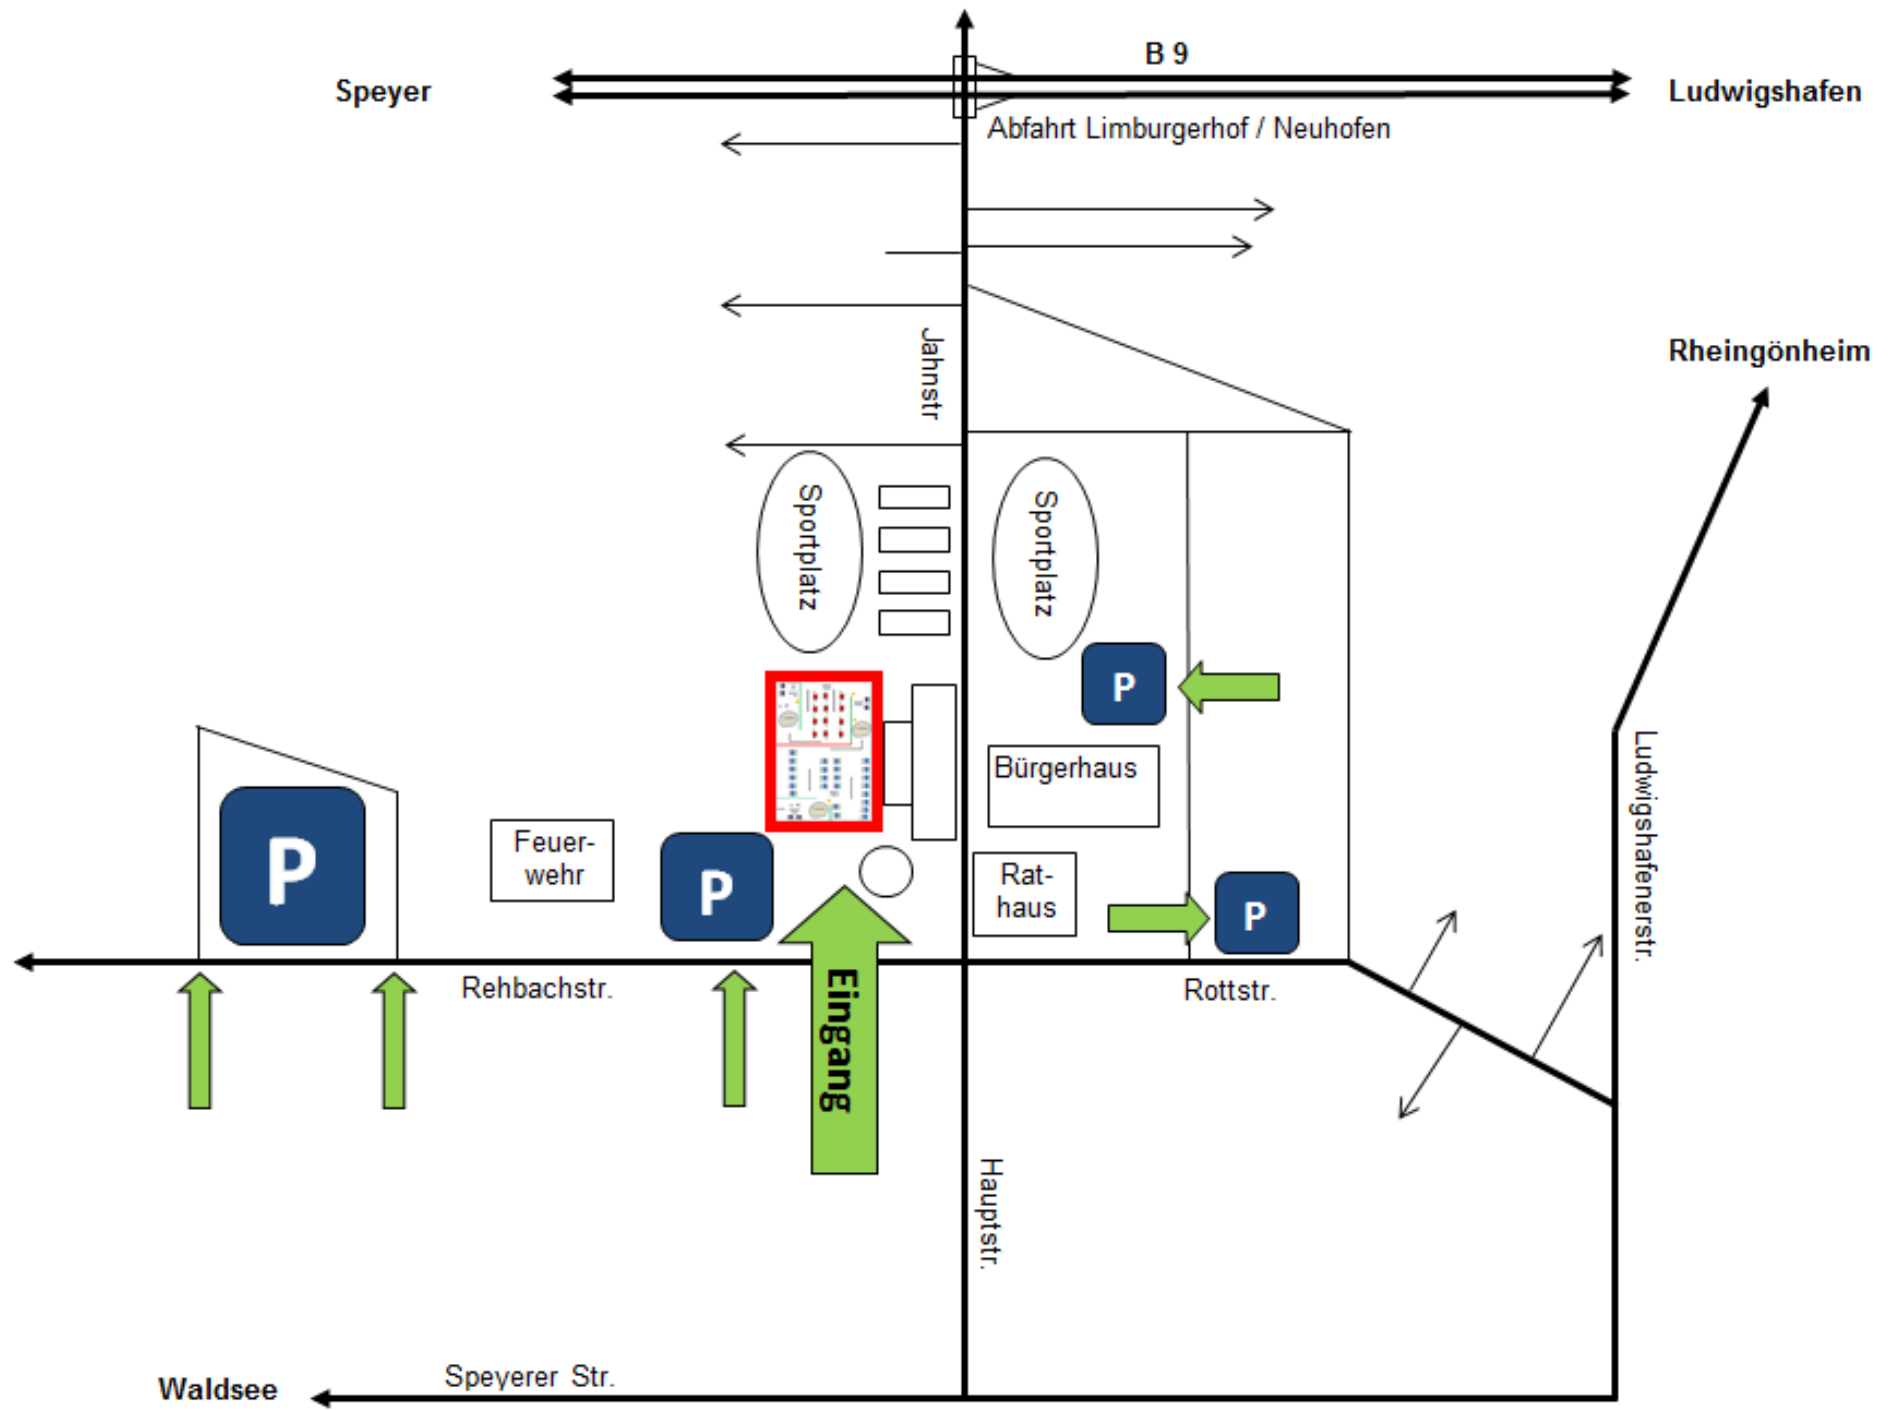 B 9
Speyer
Ludwigshafen
Abfahrt Limburgerhof / Neuhofen
Jahnstr
Rheingönheim
Sportplatz
Sportplatz
P
Bürgerhaus
Ludwigshafenerstr.
P
Feuer-
wehr
P
Rat-
haus
P
Rehbachstr.
Eingang
Rottstr.
Hauptstr.
Speyerer Str.
Waldsee